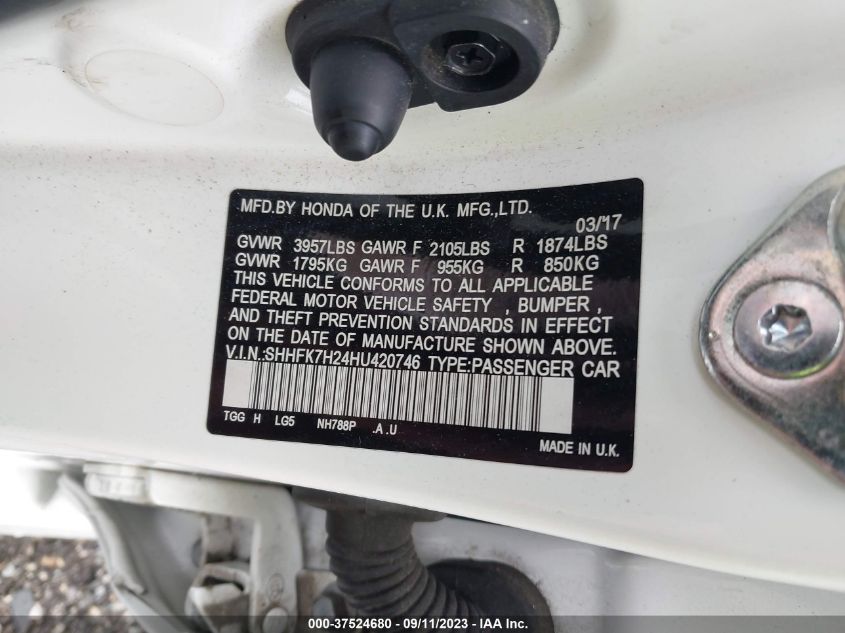 MFD.BY HONDA OF THE U.K. MFG.,LTD.
03/17
GVWR 3957LBS GAWR F 2105LBS R 1874LBS
GVWR 1795KG GAWR F 955KG R 850KG
THIS VEHICLE CONFORMS TO ALL APPLICABLE
FEDERAL MOTOR VEHICLE SAFETY , BUMPER ,
AND THEFT PREVENTION STANDARDS IN EFFECT
ON THE DATE OF MANUFACTURE SHOWN ABOVE.
V.I.N.:SHHFK7H24HU420746 TYPE:PASSENGER CAR
TGG H LG5 NH788P .A .U
MADE IN U.K.
000-37524680 - 09/11/2023 - IAA Inc.